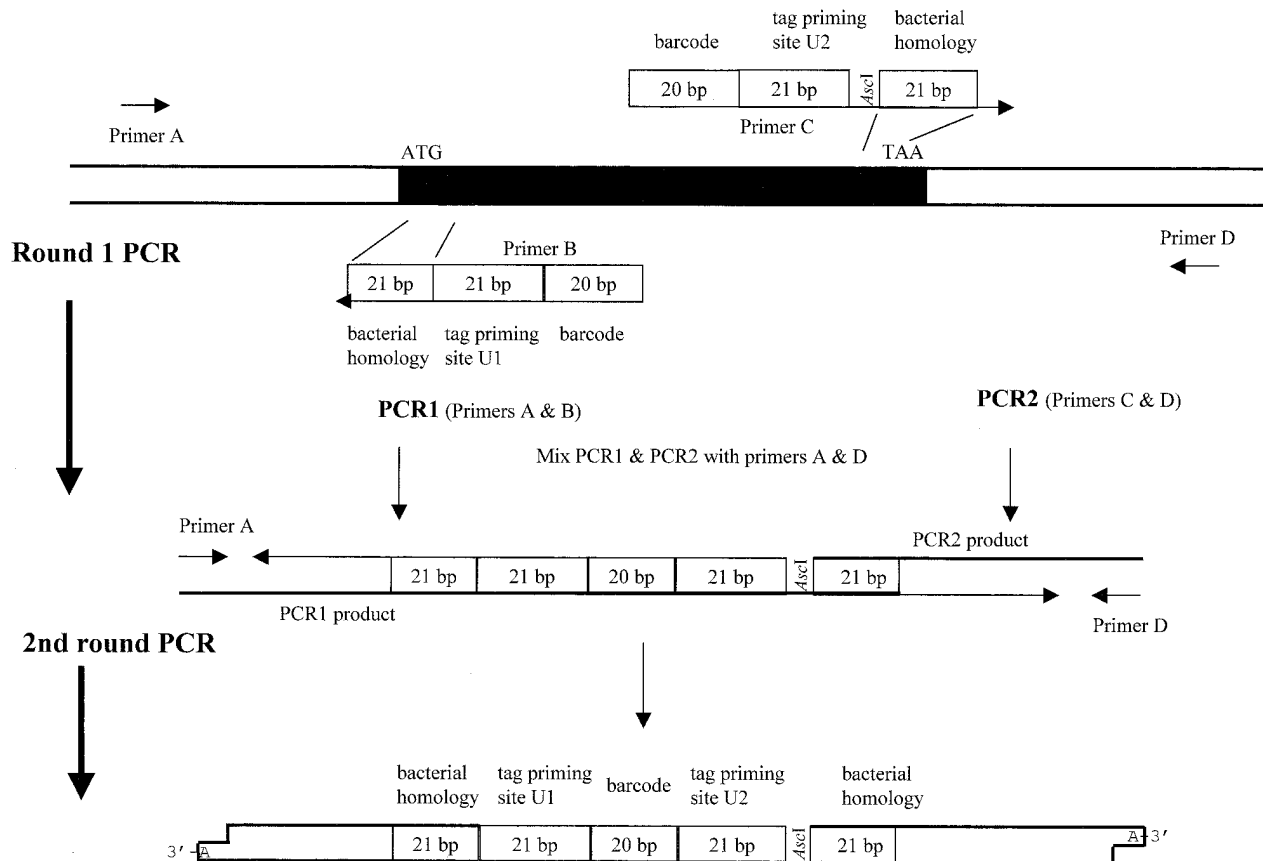 barcode
tag priming
site U2
bacterial
homology
20 bp
21 bp
AscI
21 bp
Primer A
Primer C
ATG
TAA
Round 1 PCR
Primer B
Primer D
21 bp
21 bp
20 bp
bacterial
homology
tag priming
site U1
barcode
PCR1 (Primers A & B)
PCR2 (Primers C & D)
Mix PCR1 & PCR2 with primers A & D
Primer A
PCR2 product
21 bp
21 bp
20 bp
21 bp
AscI
21 bp
PCR1 product
Primer D
2nd round PCR
bacterial
homology
tag priming
site U1
barcode
tag priming
site U2
bacterial
homology
3′-A
21 bp
21 bp
20 bp
21 bp
AscI
21 bp
A-3′